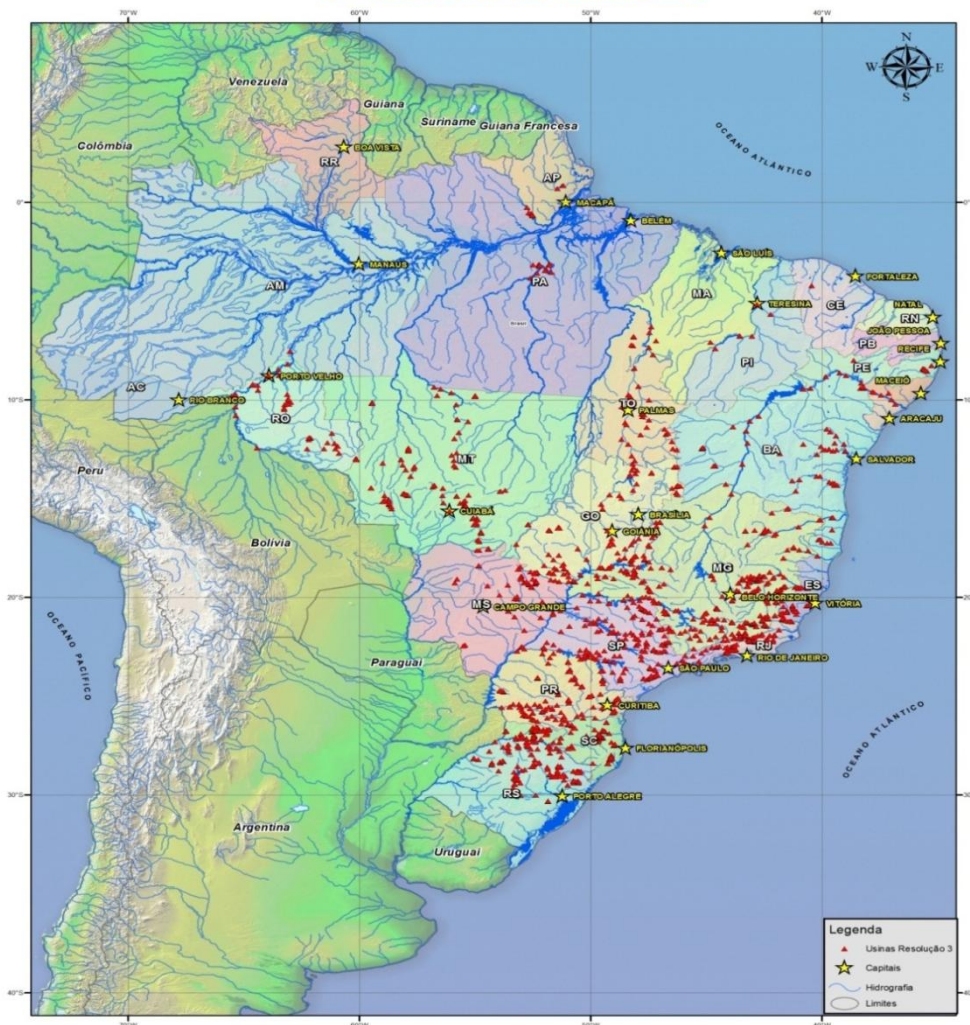 70°W 60°W 50°W 40°W
N
W E
S
Venezuela
Guiana
Suriname
Guiana Francesa
Colômbia
OCEANO ATLÂNTICO
BOA VISTA
RR
AP
0°
MACAPÁ
BELÉM
SÃO LUÍS
MANAUS
FORTALEZA
PA
AM
MA
TERESINA
CE
NATAL
RN
JOÃO PESSOA
PB
RECIFE
PI
PE
PORTO VELHO
MACEIÓ
AC
10°S
RIO BRANCO
TO
PALMAS
RO
ARACAJU
BA
MT
SALVADOR
Peru
CUIABÁ
GO
BRASÍLIA
GOIÂNIA
Bolívia
MG
ES
BELO HORIZONTE
VITÓRIA
20°S
MS
CAMPO GRANDE
OCEANO PACÍFICO
SP
RJ
RIO DE JANEIRO
Paraguai
SÃO PAULO
PR
CURITIBA
OCEANO ATLÂNTICO
SC
FLORIANÓPOLIS
RS
PORTO ALEGRE
30°S
Argentina
Uruguai
Legenda
Usinas Resolução 3
Capitais
Hidrografia
Limites
40°S